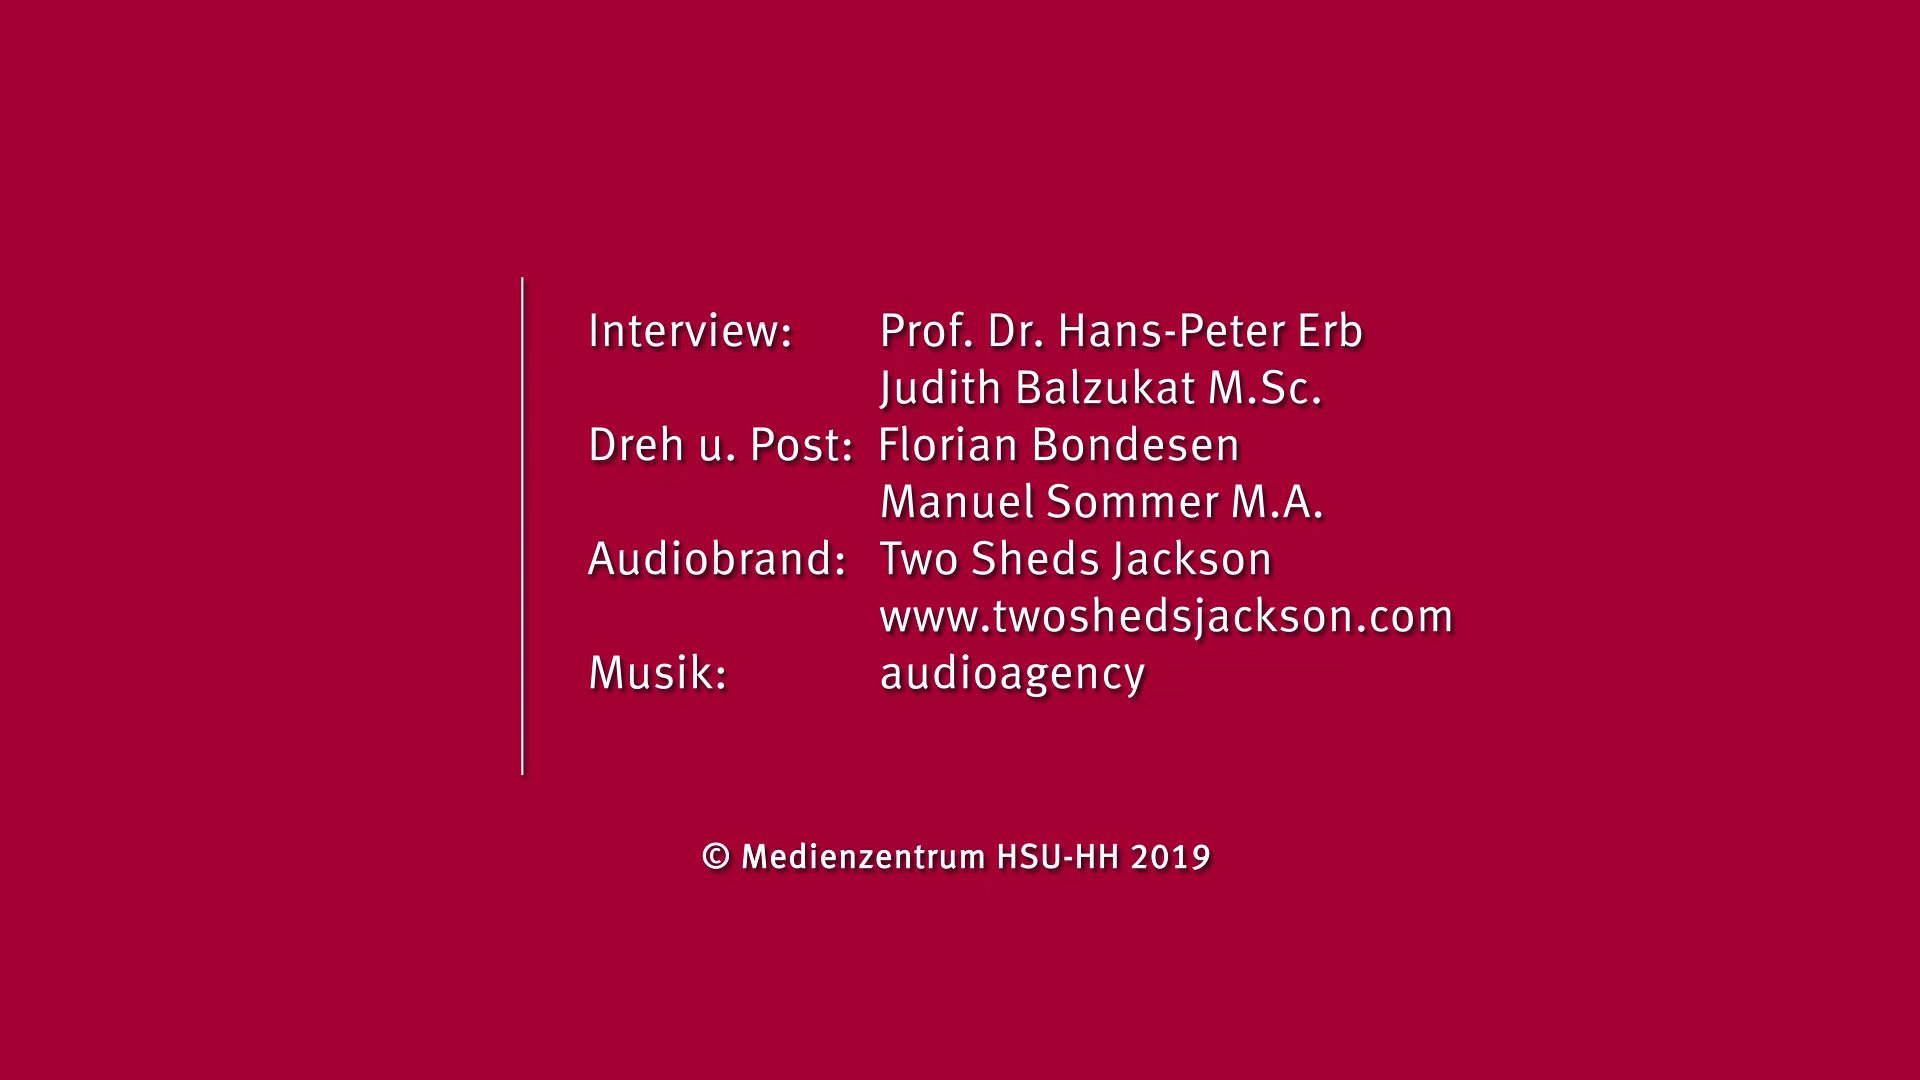 Interview: Prof. Dr. Hans-Peter Erb
Judith Balzukat M.Sc.
Dreh u. Post: Florian Bondesen
Manuel Sommer M.A.
Audiobrand: Two Sheds Jackson
www.twoshedsjackson.com
Musik: audioagency
© Medienzentrum HSU-HH 2019